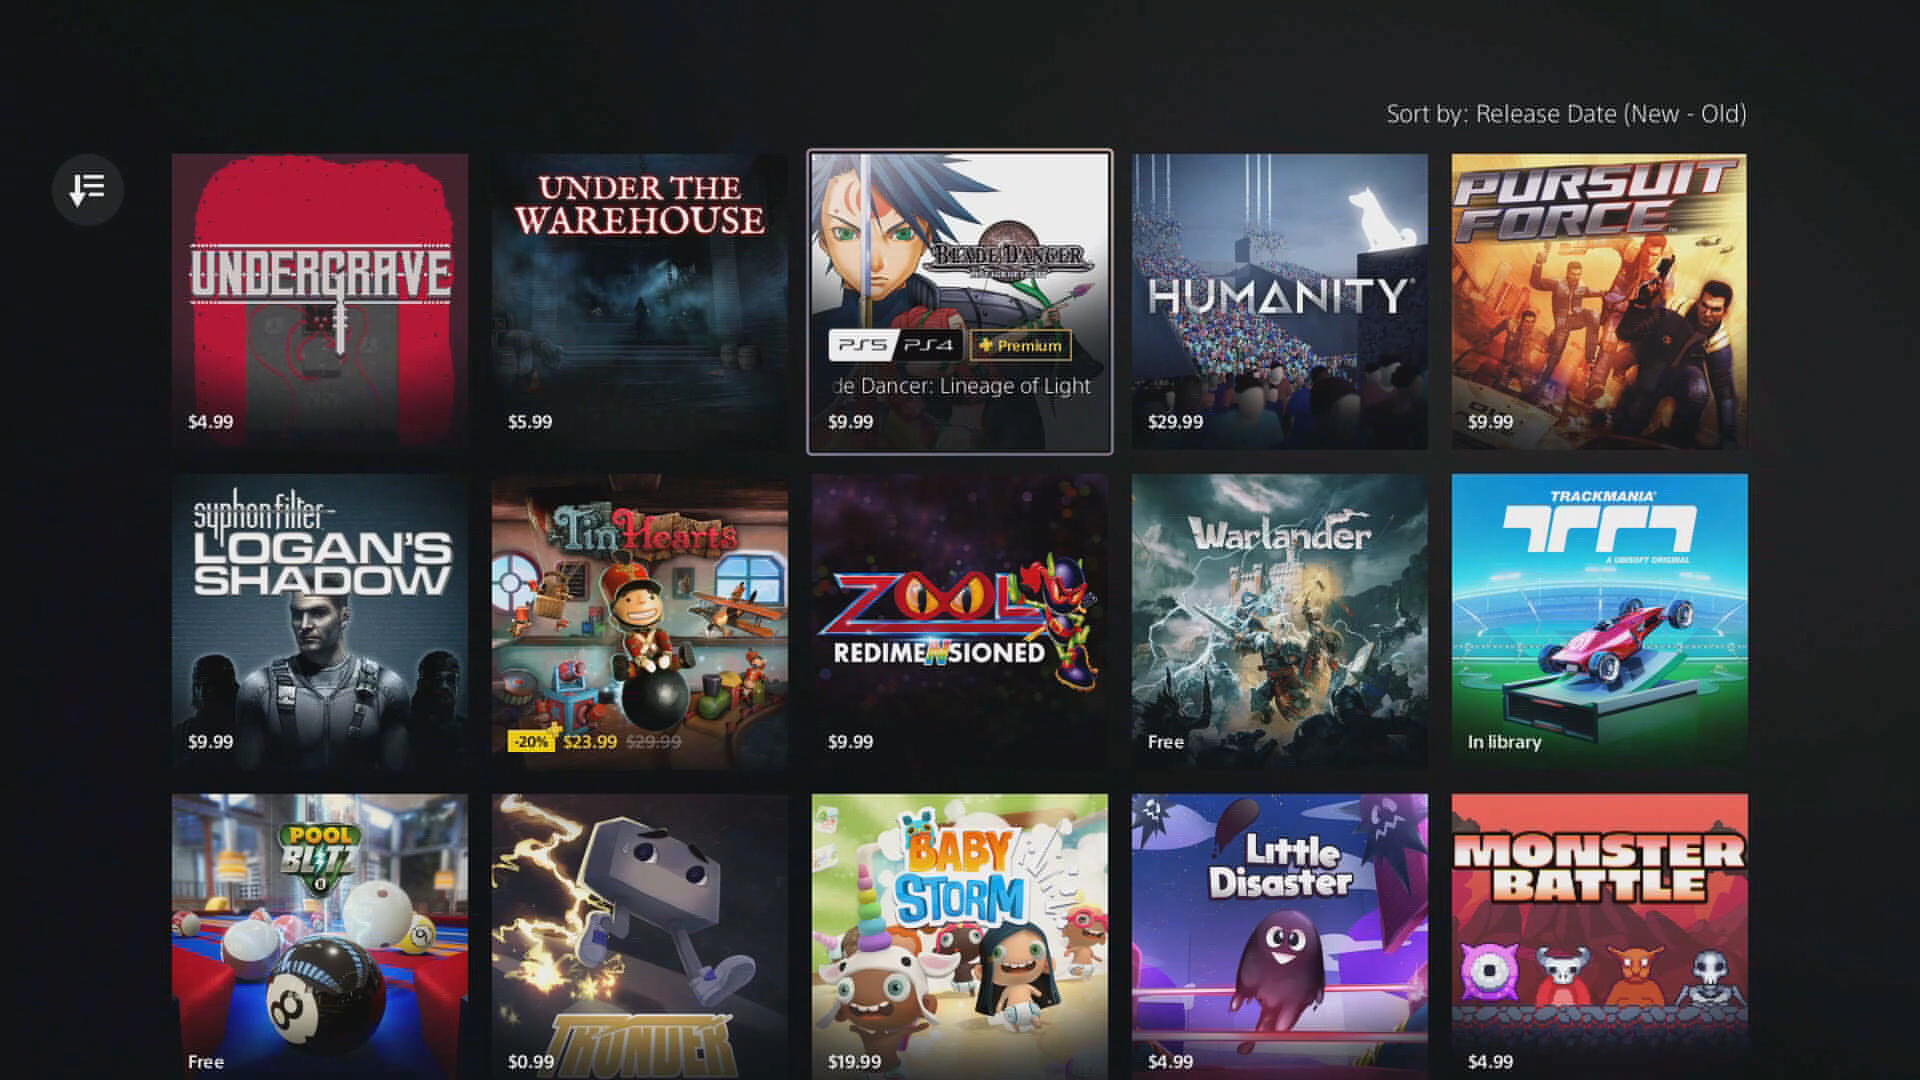 Sort by: Release Date (New - Old)
UNDERGRAVE
$4.99
UNDER THE
WAREHOUSE
$5.99
BLADE DANCER
PS5 PS4 Premium
de Dancer: Lineage of Light
$9.99
HUMANITY
$29.99
PURSUIT
FORCE
$9.99
syphon filter
LOGAN'S
SHADOW
$9.99
Tin Hearts
-20% $23.99 $29.99
ZOOL
REDIMENSIONED
$9.99
Warlander
Free
TRACKMANIA
A UBISOFT ORIGINAL
In library
POOL
BLITZ
8
Free
THUNDER
$0.99
BABY
STORM
$19.99
Little
Disaster
$4.99
MONSTER
BATTLE
$4.99